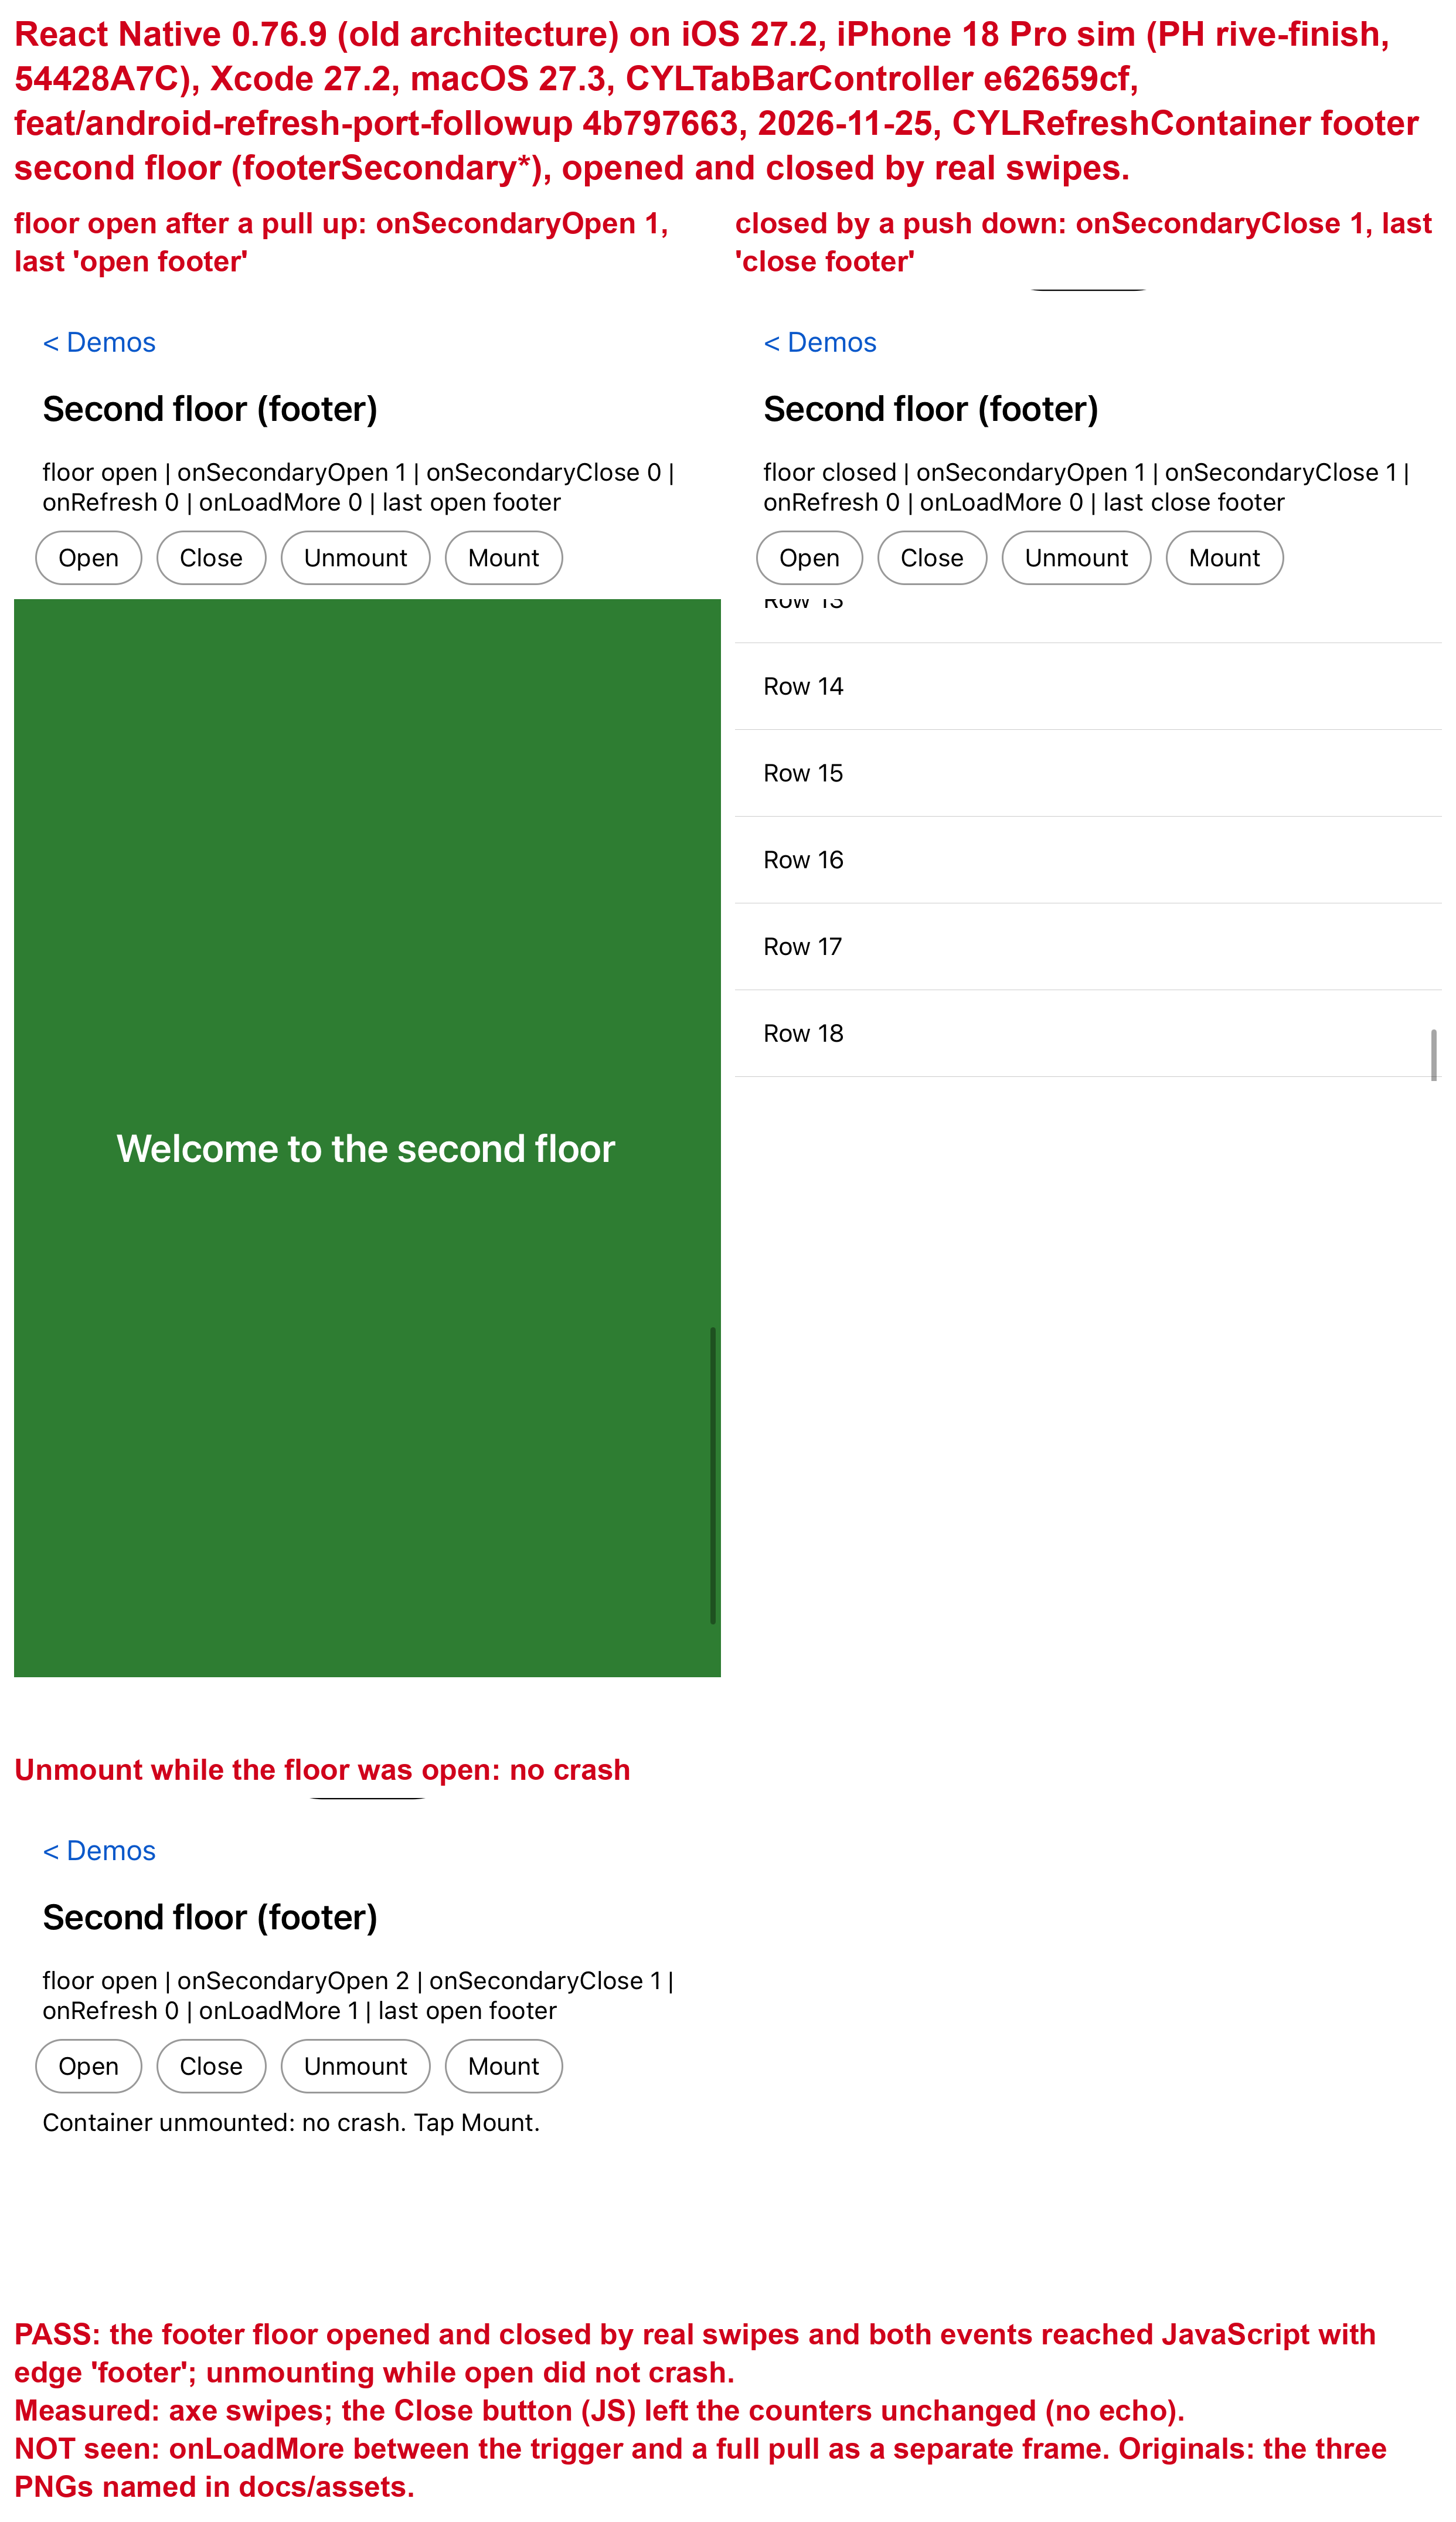 React Native 0.76.9 (old architecture) on iOS 27.2, iPhone 18 Pro sim (PH rive-finish,
54428A7C), Xcode 27.2, macOS 27.3, CYLTabBarController e62659cf,
feat/android-refresh-port-followup 4b797663, 2026-11-25, CYLRefreshContainer footer
second floor (footerSecondary*), opened and closed by real swipes.
floor open after a pull up: onSecondaryOpen 1,
last 'open footer'
< Demos
Second floor (footer)
floor open | onSecondaryOpen 1 | onSecondaryClose 0 |
onRefresh 0 | onLoadMore 0 | last open footer
Open Close Unmount Mount
Welcome to the second floor
closed by a push down: onSecondaryClose 1, last
'close footer'
< Demos
Second floor (footer)
floor closed | onSecondaryOpen 1 | onSecondaryClose 1 |
onRefresh 0 | onLoadMore 0 | last close footer
Open Close Unmount Mount
Row 13
Row 14
Row 15
Row 16
Row 17
Row 18
Unmount while the floor was open: no crash
< Demos
Second floor (footer)
floor open | onSecondaryOpen 2 | onSecondaryClose 1 |
onRefresh 0 | onLoadMore 1 | last open footer
Open Close Unmount Mount
Container unmounted: no crash. Tap Mount.
PASS: the footer floor opened and closed by real swipes and both events reached JavaScript with
edge 'footer'; unmounting while open did not crash.
Measured: axe swipes; the Close button (JS) left the counters unchanged (no echo).
NOT seen: onLoadMore between the trigger and a full pull as a separate frame. Originals: the three
PNGs named in docs/assets.